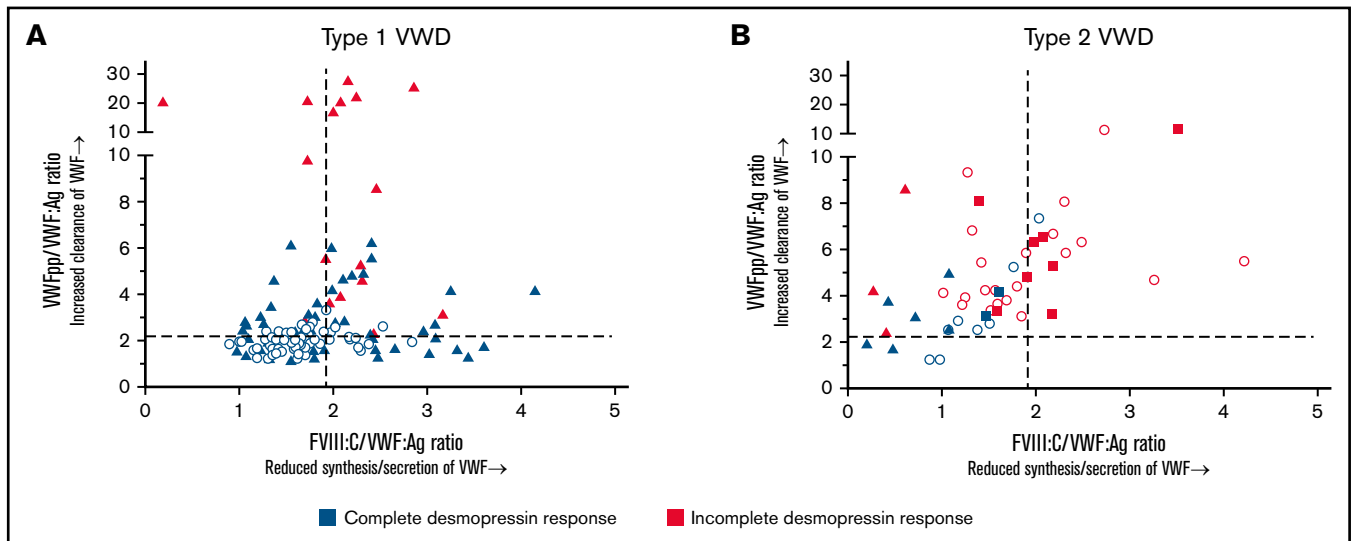 A
Type 1 VWD
30
20
10
10
8
6
4
2
0
VWFpp/VWF:Ag ratio
Increased clearance of VWF→
0 1 2 3 4 5
FVIII:C/VWF:Ag ratio
Reduced synthesis/secretion of VWF→
B
Type 2 VWD
30
20
10
10
8
6
4
2
0
VWFpp/VWF:Ag ratio
Increased clearance of VWF→
0 1 2 3 4 5
FVIII:C/VWF:Ag ratio
Reduced synthesis/secretion of VWF→
Complete desmopressin response
Incomplete desmopressin response